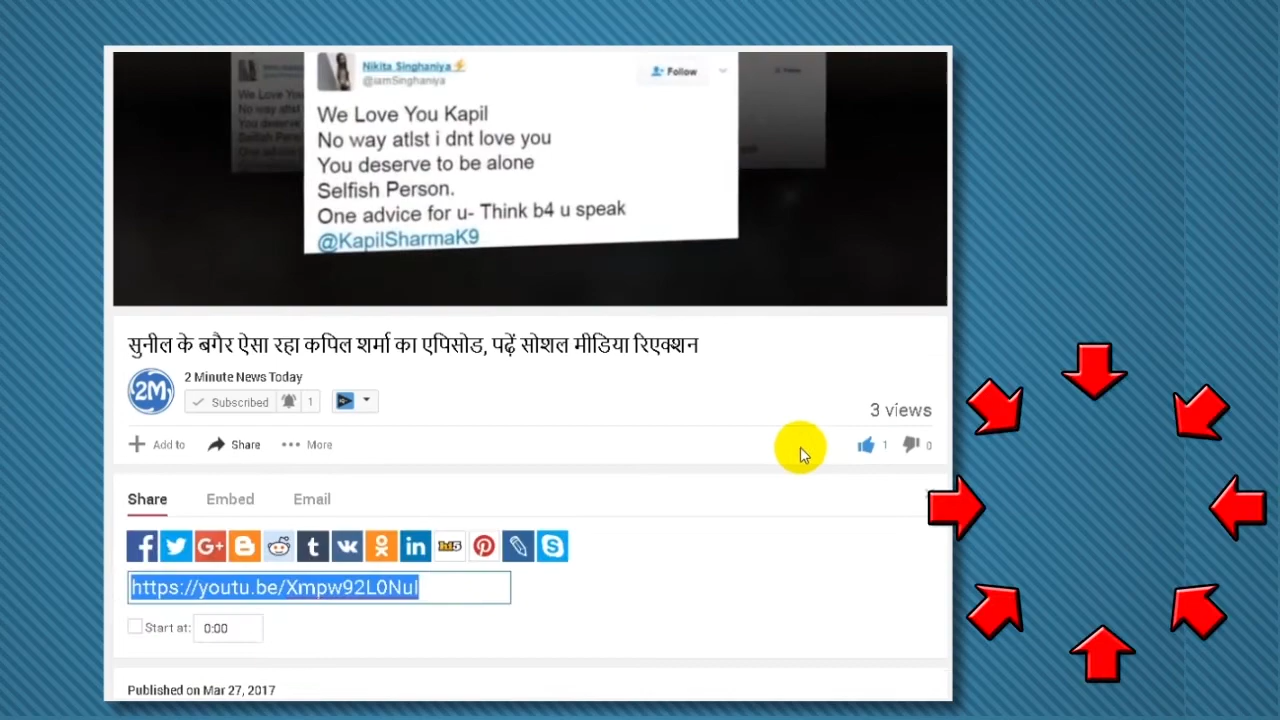 Nikita Singhaniya⚡
@iamSinghaniya
Follow
We Love You Kapil
No way atlst i dnt love you
You deserve to be alone
Selfish Person.
One advice for u- Think b4 u speak
@KapilSharmaK9
सुनील के बगैर ऐसा रहा कपिल शर्मा का एपिसोड, पढ़ें सोशल मीडिया रिएक्शन
2M
2 Minute News Today
Subscribed 1
3 views
Add to Share More 1 0
Share Embed Email
https://youtu.be/Xmpw92L0NuI
Start at: 0:00
Published on Mar 27, 2017